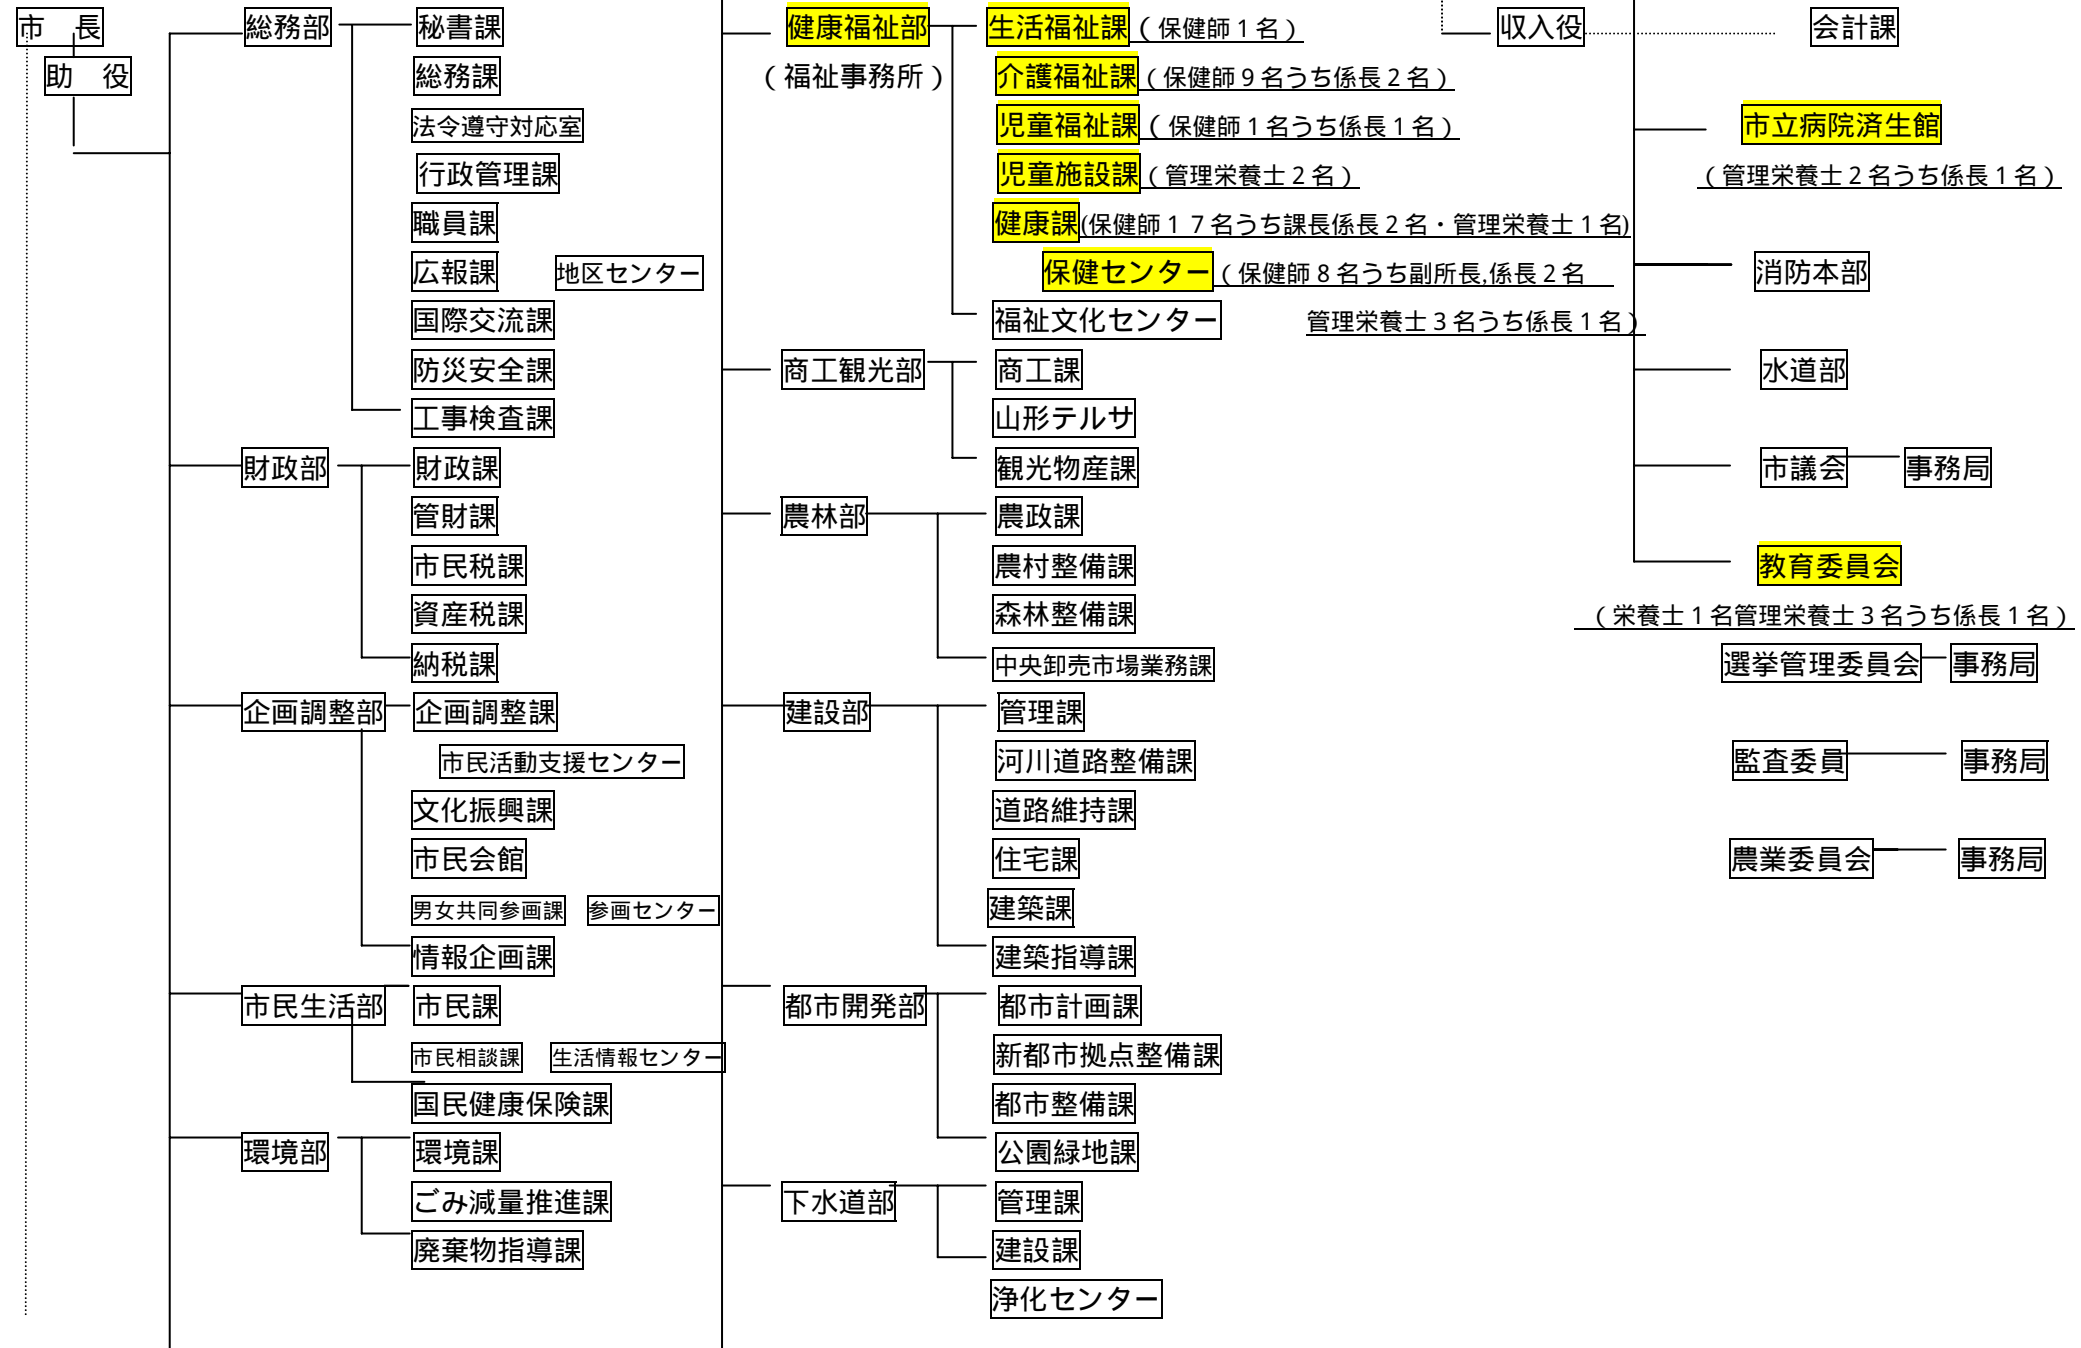 市　長
助　役
総務部
秘書課
総務課
法令遵守対応室
行政管理課
職員課
広報課　地区センター
国際交流課
防災安全課
工事検査課
財政部
財政課
管財課
市民税課
資産税課
納税課
企画調整部
企画調整課
市民活動支援センター
文化振興課
市民会館
男女共同参画課　参画センター
情報企画課
市民生活部
市民課
市民相談課　生活情報センター
国民健康保険課
環境部
環境課
ごみ減量推進課
廃棄物指導課
健康福祉部
（福祉事務所）
生活福祉課（保健師１名）
介護福祉課（保健師９名うち係長２名）
児童福祉課（保健師１名うち係長１名）
児童施設課（管理栄養士２名）
健康課(保健師１７名うち課長係長２名・管理栄養士１名)
保健センター（保健師８名うち副所長,係長２名
管理栄養士３名うち係長１名）
福祉文化センター
商工観光部
商工課
山形テルサ
観光物産課
農林部
農政課
農村整備課
森林整備課
中央卸売市場業務課
建設部
管理課
河川道路整備課
道路維持課
住宅課
建築課
建築指導課
都市開発部
都市計画課
新都市拠点整備課
都市整備課
公園緑地課
下水道部
管理課
建設課
浄化センター
収入役
会計課
市立病院済生館
（管理栄養士２名うち係長１名）
消防本部
水道部
市議会　事務局
教育委員会
（栄養士１名管理栄養士３名うち係長１名）
選挙管理委員会　事務局
監査委員　事務局
農業委員会　事務局